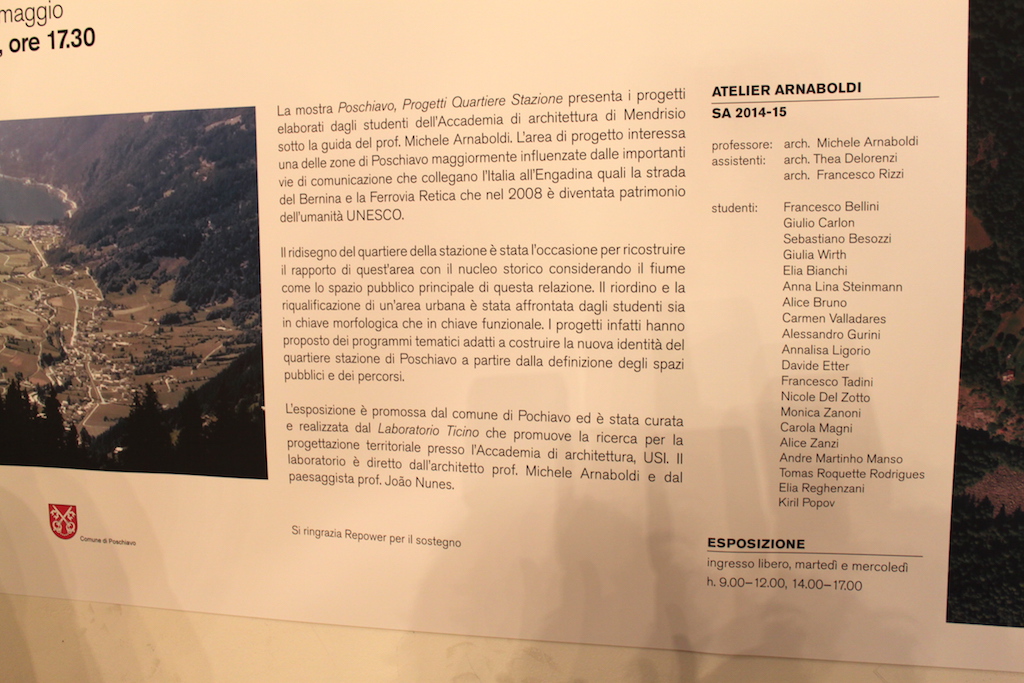 maggio
, ore 17.30
La mostra Poschiavo, Progetti Quartiere Stazione presenta i progetti
elaborati dagli studenti dell'Accademia di architettura di Mendrisio
sotto la guida del prof. Michele Arnaboldi. L'area di progetto interessa
una delle zone di Poschiavo maggiormente influenzate dalle importanti
vie di comunicazione che collegano l'Italia all'Engadina quali la strada
del Bernina e la Ferrovia Retica che nel 2008 è diventata patrimonio
dell'umanità UNESCO.
Il ridisegno del quartiere della stazione è stata l'occasione per ricostruire
il rapporto di quest'area con il nucleo storico considerando il fiume
come lo spazio pubblico principale di questa relazione. Il riordino e la
riqualificazione di un'area urbana è stata affrontata dagli studenti sia
in chiave morfologica che in chiave funzionale. I progetti infatti hanno
proposto dei programmi tematici adatti a costruire la nuova identità del
quartiere stazione di Poschiavo a partire dalla definizione degli spazi
pubblici e dei percorsi.
L'esposizione è promossa dal comune di Pochiavo ed è stata curata
e realizzata dal Laboratorio Ticino che promuove la ricerca per la
progettazione territoriale presso l'Accademia di architettura, USI. Il
laboratorio è diretto dall'architetto prof. Michele Arnaboldi e dal
paesaggista prof. João Nunes.
Si ringrazia Repower per il sostegno
Comune di Poschiavo
ATELIER ARNABOLDI
SA 2014-15
professore: arch. Michele Arnaboldi
assistenti: arch. Thea Delorenzi
arch. Francesco Rizzi
studenti: Francesco Bellini
Giulio Carlon
Sebastiano Besozzi
Giulia Wirth
Elia Bianchi
Anna Lina Steinmann
Alice Bruno
Carmen Valladares
Alessandro Gurini
Annalisa Ligorio
Davide Etter
Francesco Tadini
Nicole Del Zotto
Monica Zanoni
Carola Magni
Alice Zanzi
Andre Martinho Manso
Tomas Roquette Rodrigues
Elia Reghenzani
Kiril Popov
ESPOSIZIONE
ingresso libero, martedì e mercoledì
h. 9.00–12.00, 14.00–17.00